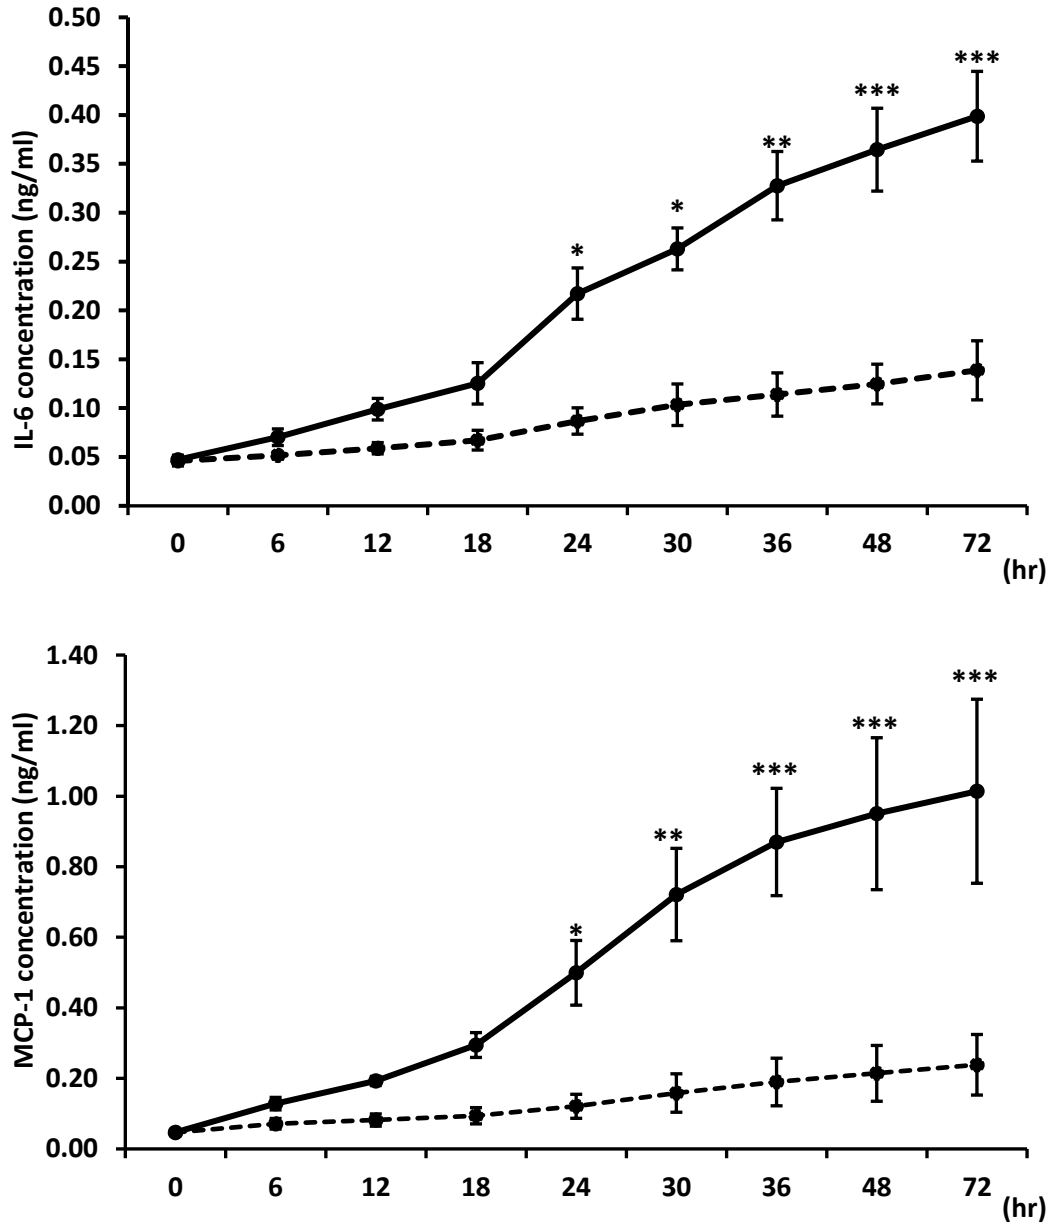 0.50
0.45
0.40
0.35
0.30
0.25
0.20
0.15
0.10
0.05
0.00
IL-6 concentration (ng/ml)
* * ** *** ***
0 6 12 18 24 30 36 48 72
(hr)
1.40
1.20
1.00
0.80
0.60
0.40
0.20
0.00
MCP-1 concentration (ng/ml)
* ** *** *** ***
0 6 12 18 24 30 36 48 72
(hr)